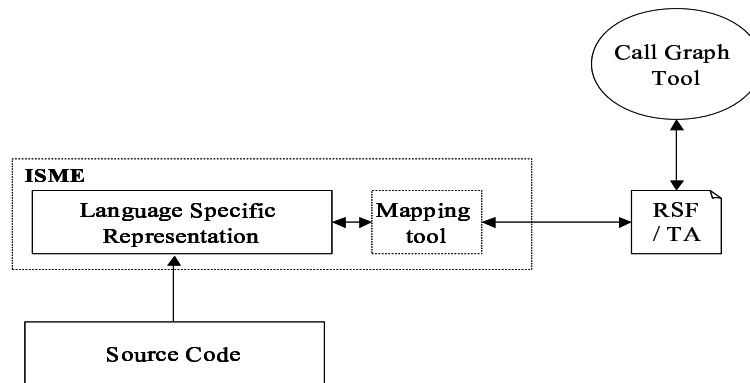 Call Graph
Tool
ISME
Language Specific
Representation
Mapping
tool
RSF
/ TA
Source Code